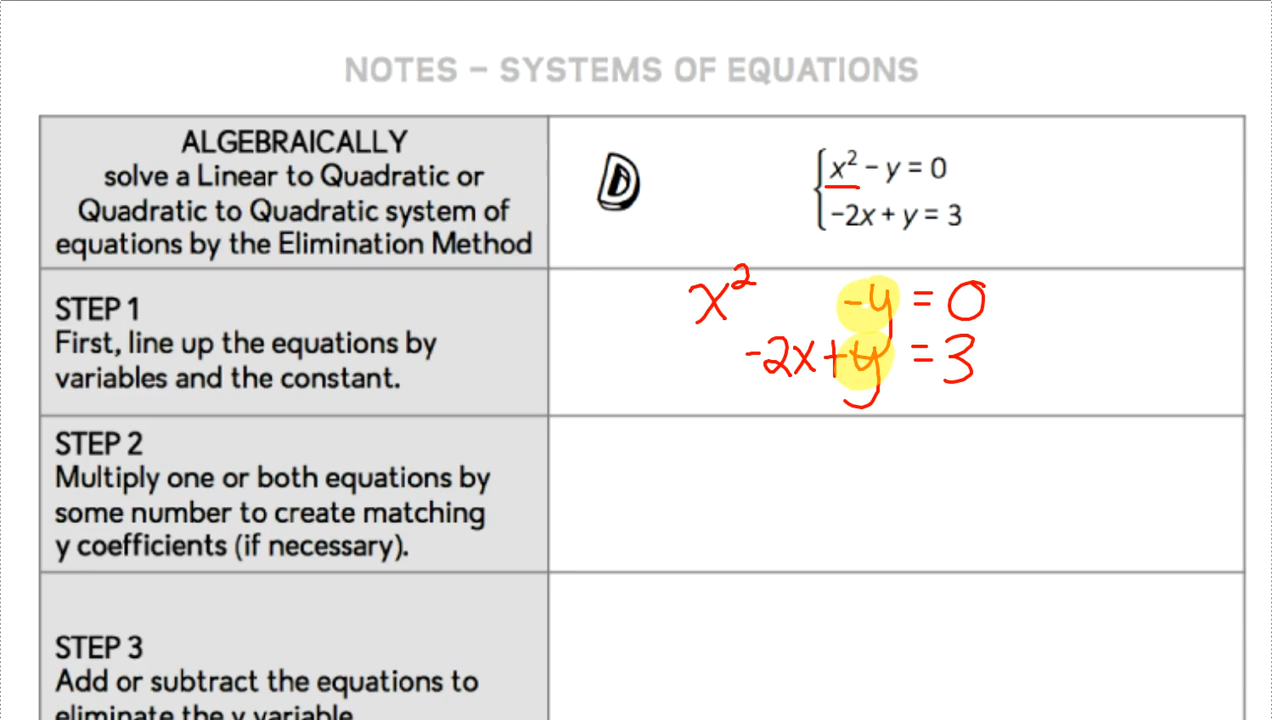 NOTES – SYSTEMS OF EQUATIONS
ALGEBRAICALLY
solve a Linear to Quadratic or
Quadratic to Quadratic system of
equations by the Elimination Method
D
x² – y = 0
–2x + y = 3
STEP 1
First, line up the equations by
variables and the constant.
x² -y = 0
-2x+y = 3
STEP 2
Multiply one or both equations by
some number to create matching
y coefficients (if necessary).
STEP 3
Add or subtract the equations to
eliminate the y variable